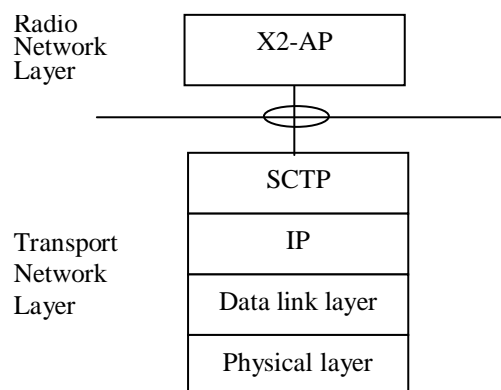 Radio
Network
Layer
X2-AP
SCTP
IP
Transport
Network
Layer
Data link layer
Physical layer